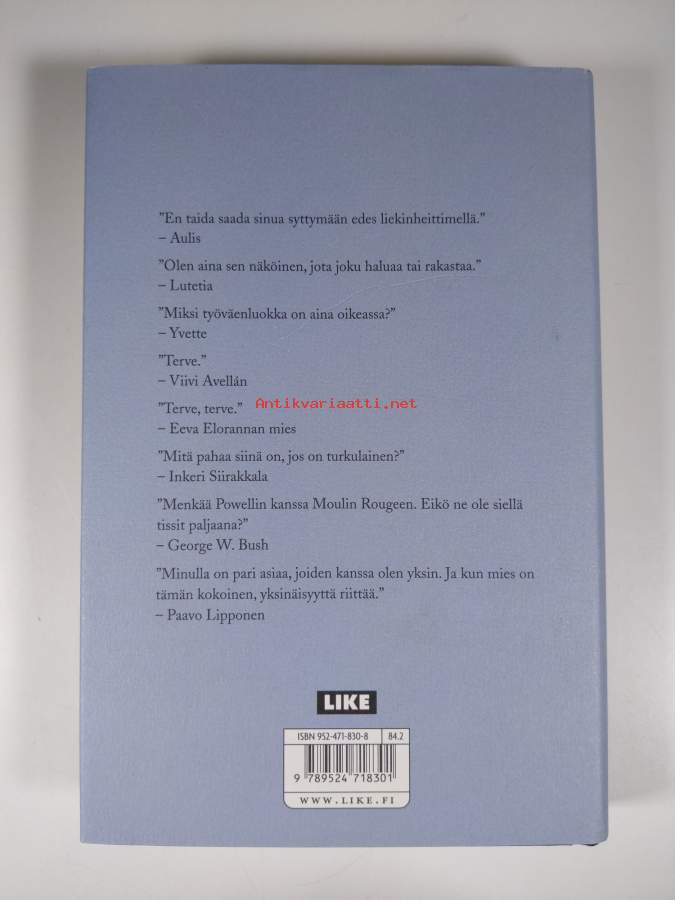 ”En taida saada sinua syttymään edes liekinheittimellä.”
– Aulis
”Olen aina sen näköinen, jota joku haluaa tai rakastaa.”
– Lutetia
”Miksi työväenluokka on aina oikeassa?”
– Yvette
”Terve.”
– Viivi Avellán
”Terve, terve.”
Antikvariaatti.net
– Eeva Elorannan mies
”Mitä pahaa siinä on, jos on turkulainen?”
– Inkeri Siirakkala
”Menkää Powellin kanssa Moulin Rougeen. Eikö ne ole siellä
tissit paljaana?”
– George W. Bush
”Minulla on pari asiaa, joiden kanssa olen yksin. Ja kun mies on
tämän kokoinen, yksinäisyyttä riittää.”
– Paavo Lipponen
LIKE
ISBN 952-471-830-8 84.2
9 789524 718301
WWW.LIKE.FI